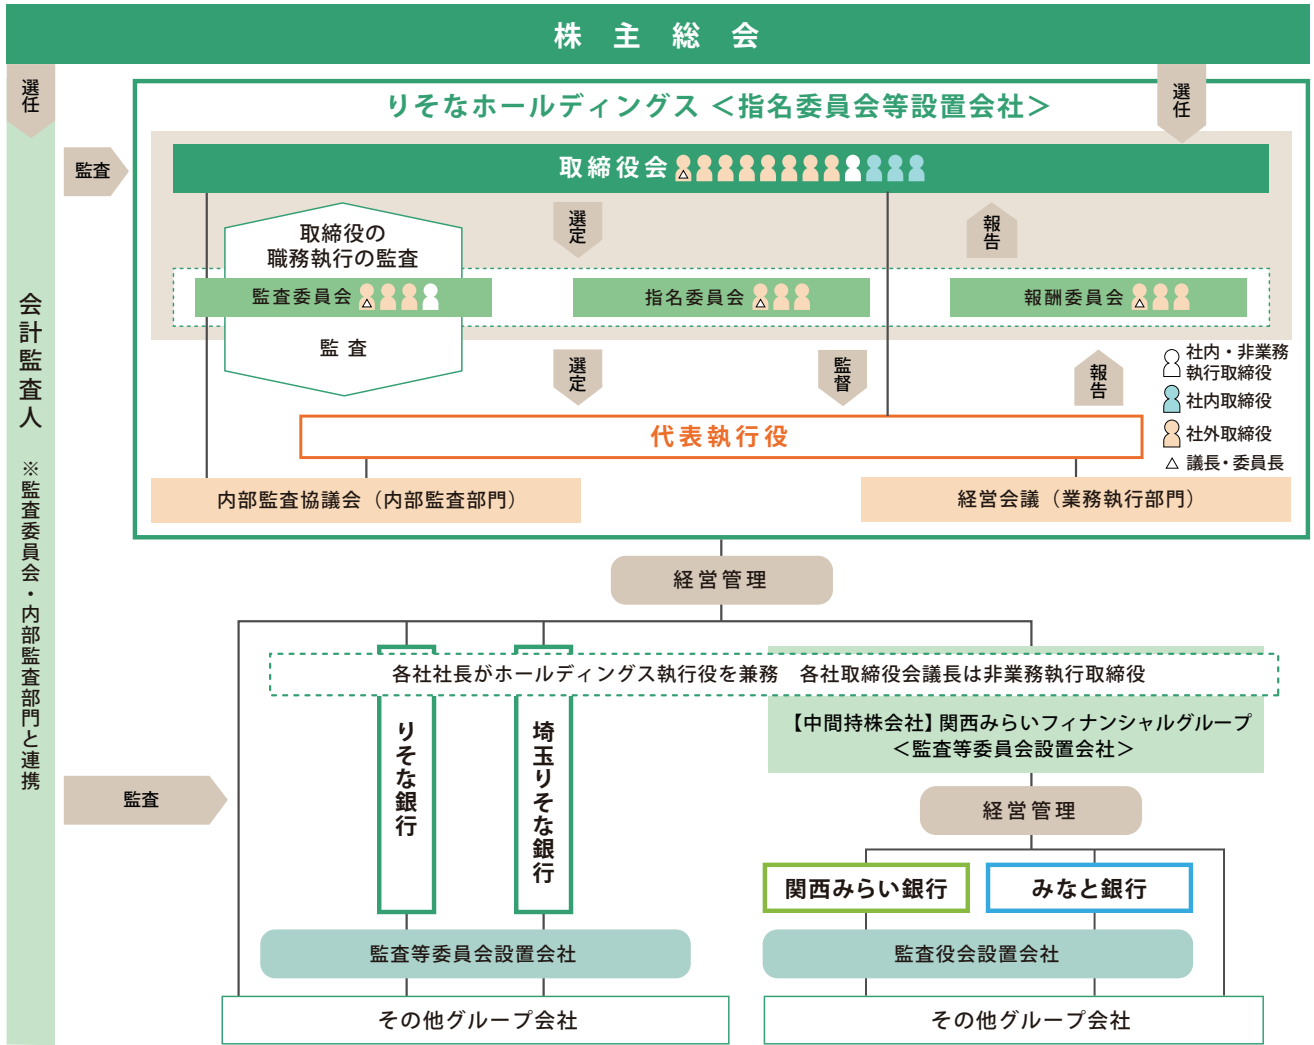 株主総会
選任
選任
りそなホールディングス ＜指名委員会等設置会社＞
監査
取締役会
取締役の
職務執行の監査
選定
報告
監査委員会
指名委員会
報酬委員会
監 査
選定
監督
報告
社内・非業務
執行取締役
社内取締役
社外取締役
議長・委員長
代表執行役
内部監査協議会（内部監査部門）
経営会議（業務執行部門）
会計監査人
※監査委員会・内部監査部門と連携
経営管理
各社社長がホールディングス執行役を兼務　各社取締役会議長は非業務執行取締役
りそな銀行
埼玉りそな銀行
【中間持株会社】関西みらいフィナンシャルグループ
＜監査等委員会設置会社＞
監査
経営管理
関西みらい銀行
みなと銀行
監査等委員会設置会社
監査役会設置会社
その他グループ会社
その他グループ会社